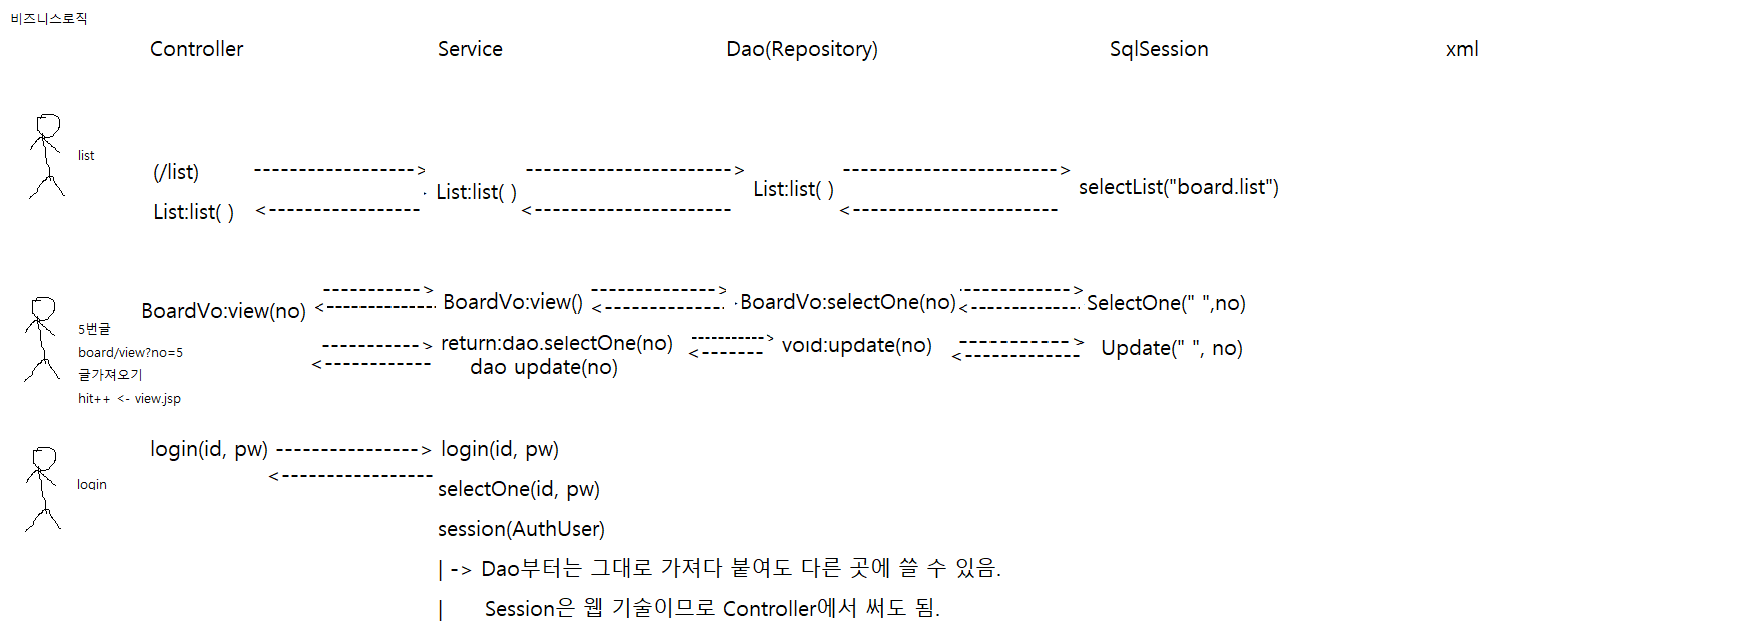 비즈니스로직
Controller Service Dao(Repository) SqlSession xml
list
(/list) ------------------> ----------------------> ----------------------->
List:list( ) <----------------- List:list( ) <---------------------- List:list( ) <----------------------- selectList("board.list")
BoardVo:view(no) <------------> BoardVo:view() <------------> BoardVo:selectOne(no) <------------> SelectOne(" ",no)
5번글
board/view?no=5
글가져오기
hit++ <- view.jsp
------------> return:dao.selectOne(no) -----------> void:update(no) ------------> Update(" ", no)
<------------ dao update(no) <------- <-------------
login
login(id, pw) ----------------> login(id, pw)
<-----------------
selectOne(id, pw)
session(AuthUser)
| -> Dao부터는 그대로 가져다 붙여도 다른 곳에 쓸 수 있음.
| Session은 웹 기술이므로 Controller에서 써도 됨.